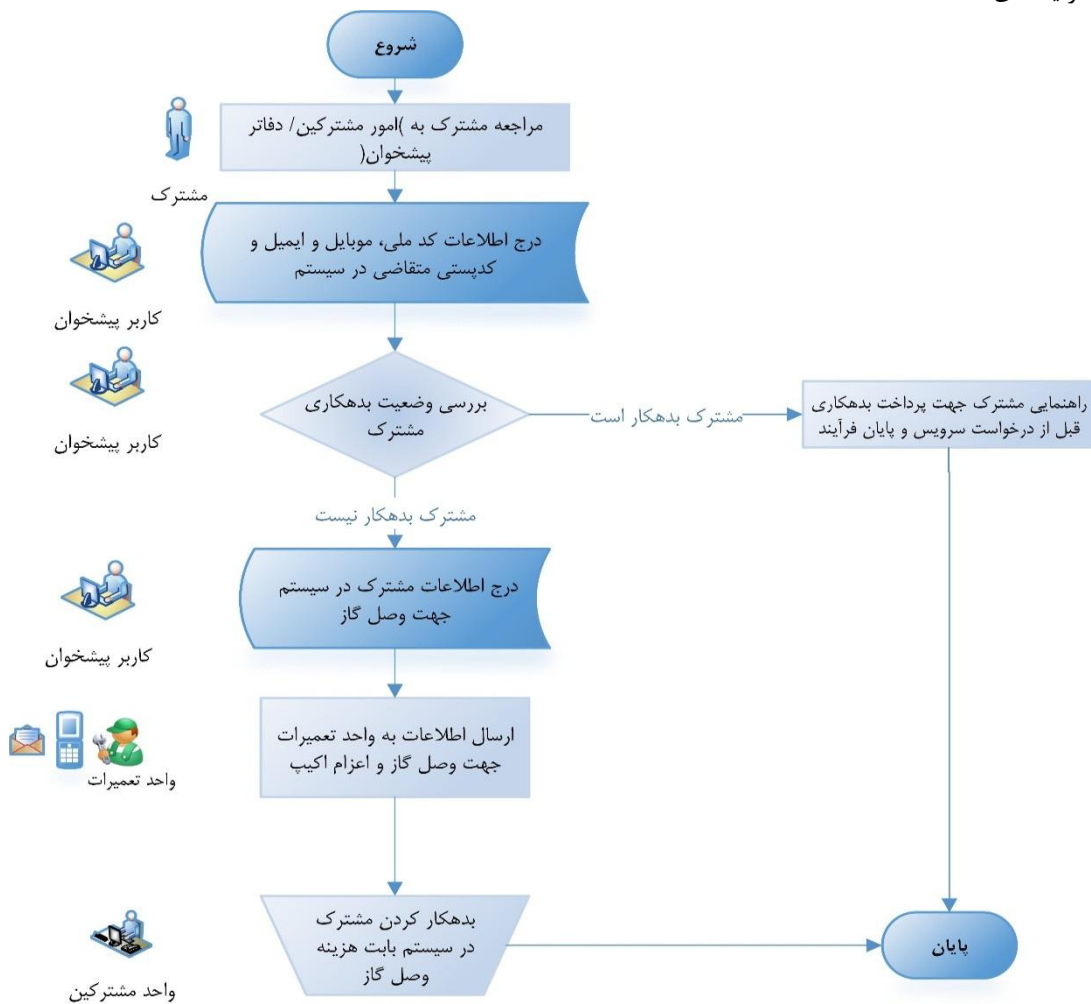 شروع
مراجعه مشترک به )امور مشترکین/ دفاتر
پیشخوان(
مشترک
درج اطلاعات کد ملی، موبایل و ایمیل و
کدپستی متقاضی در سیستم
کاربر پیشخوان
بررسی وضعیت بدهکاری
مشترک
کاربر پیشخوان
مشترک بدهکار است
راهنمایی مشترک جهت پرداخت بدهکاری
قبل از درخواست سرویس و پایان فرآیند
مشترک بدهکار نیست
درج اطلاعات مشترک در سیستم
جهت وصل گاز
کاربر پیشخوان
ارسال اطلاعات به واحد تعمیرات
جهت وصل گاز و اعزام اکیپ
واحد تعمیرات
بدهکار کردن مشترک
در سیستم بابت هزینه
وصل گاز
واحد مشترکین
پایان